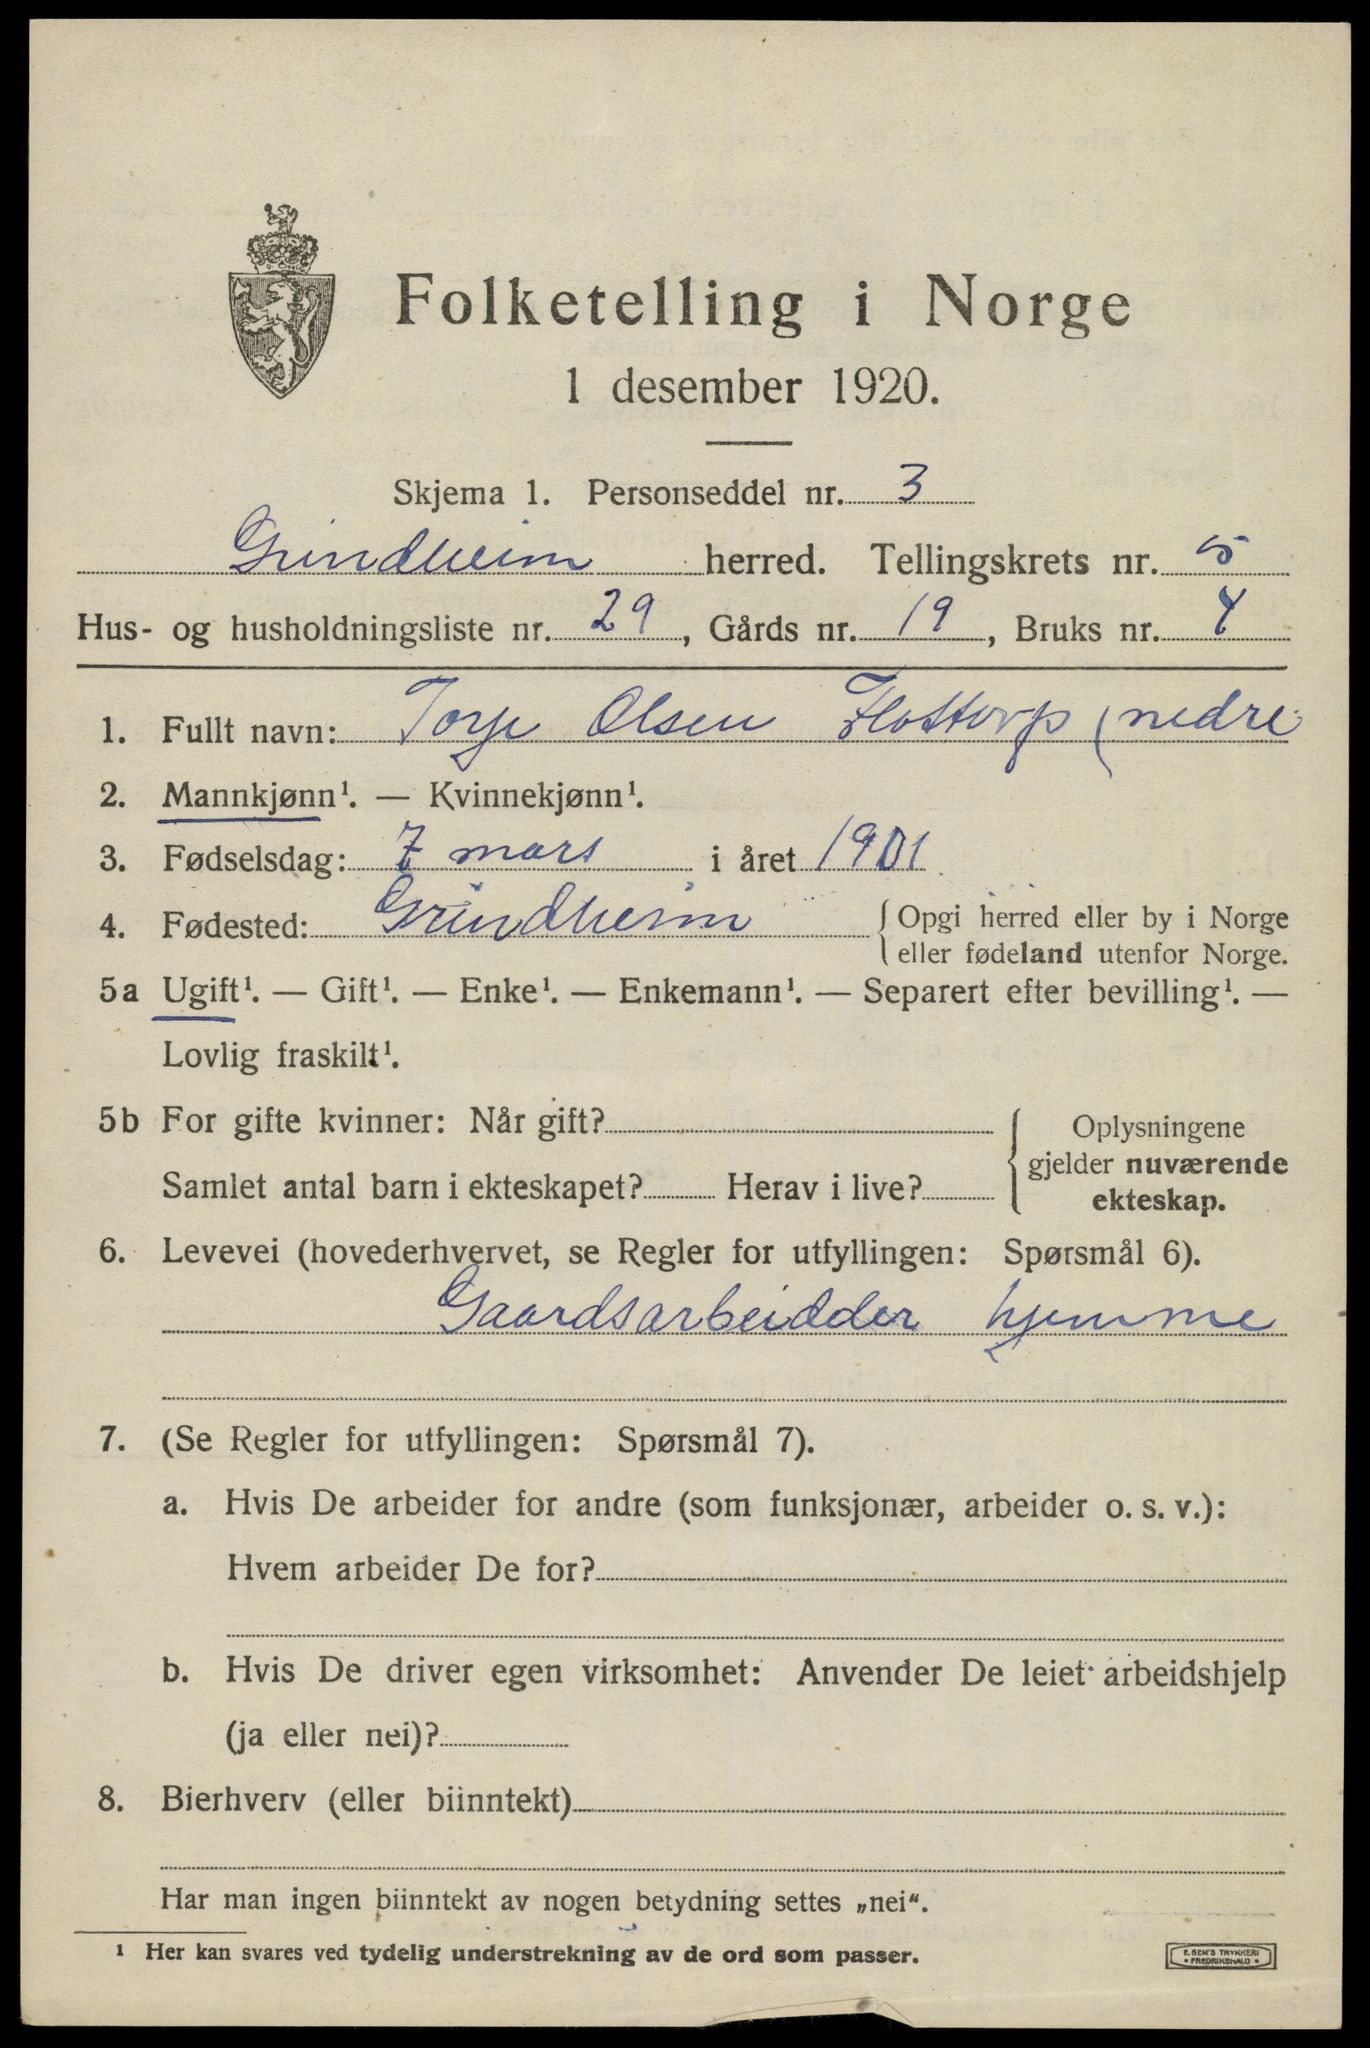 Folketelling i Norge
1 desember 1920.
Skjema 1. Personseddel nr. 3
Grindheim herred. Tellingskrets nr. 5
Hus- og husholdningsliste nr. 29, Gårds nr. 19, Bruks nr. 4
1. Fullt navn: Torje Olsen Flottorp (nedre
2. Mannkjønn¹. — Kvinnekjønn¹.
3. Fødselsdag: 7 mars i året 1901
4. Fødested: Grindheim { Opgi herred eller by i Norge
eller fødeland utenfor Norge.
5a Ugift¹. — Gift¹. — Enke¹. — Enkemann¹. — Separert efter bevilling¹. —
Lovlig fraskilt¹.
5b For gifte kvinner: Når gift?
Samlet antal barn i ekteskapet? Herav i live?
Oplysningene
gjelder nuværende
ekteskap.
6. Levevei (hovederhvervet, se Regler for utfyllingen: Spørsmål 6).
Gaardsarbeidder hjemme
7. (Se Regler for utfyllingen: Spørsmål 7).
a. Hvis De arbeider for andre (som funksjonær, arbeider o. s. v.):
Hvem arbeider De for?
b. Hvis De driver egen virksomhet: Anvender De leiet arbeidshjelp
(ja eller nei)?
8. Bierhverv (eller biinntekt)
Har man ingen biinntekt av nogen betydning settes „nei“.
¹ Her kan svares ved tydelig understrekning av de ord som passer.
E. SEM'S TRYKKERI
• FREDRIKSHALD •